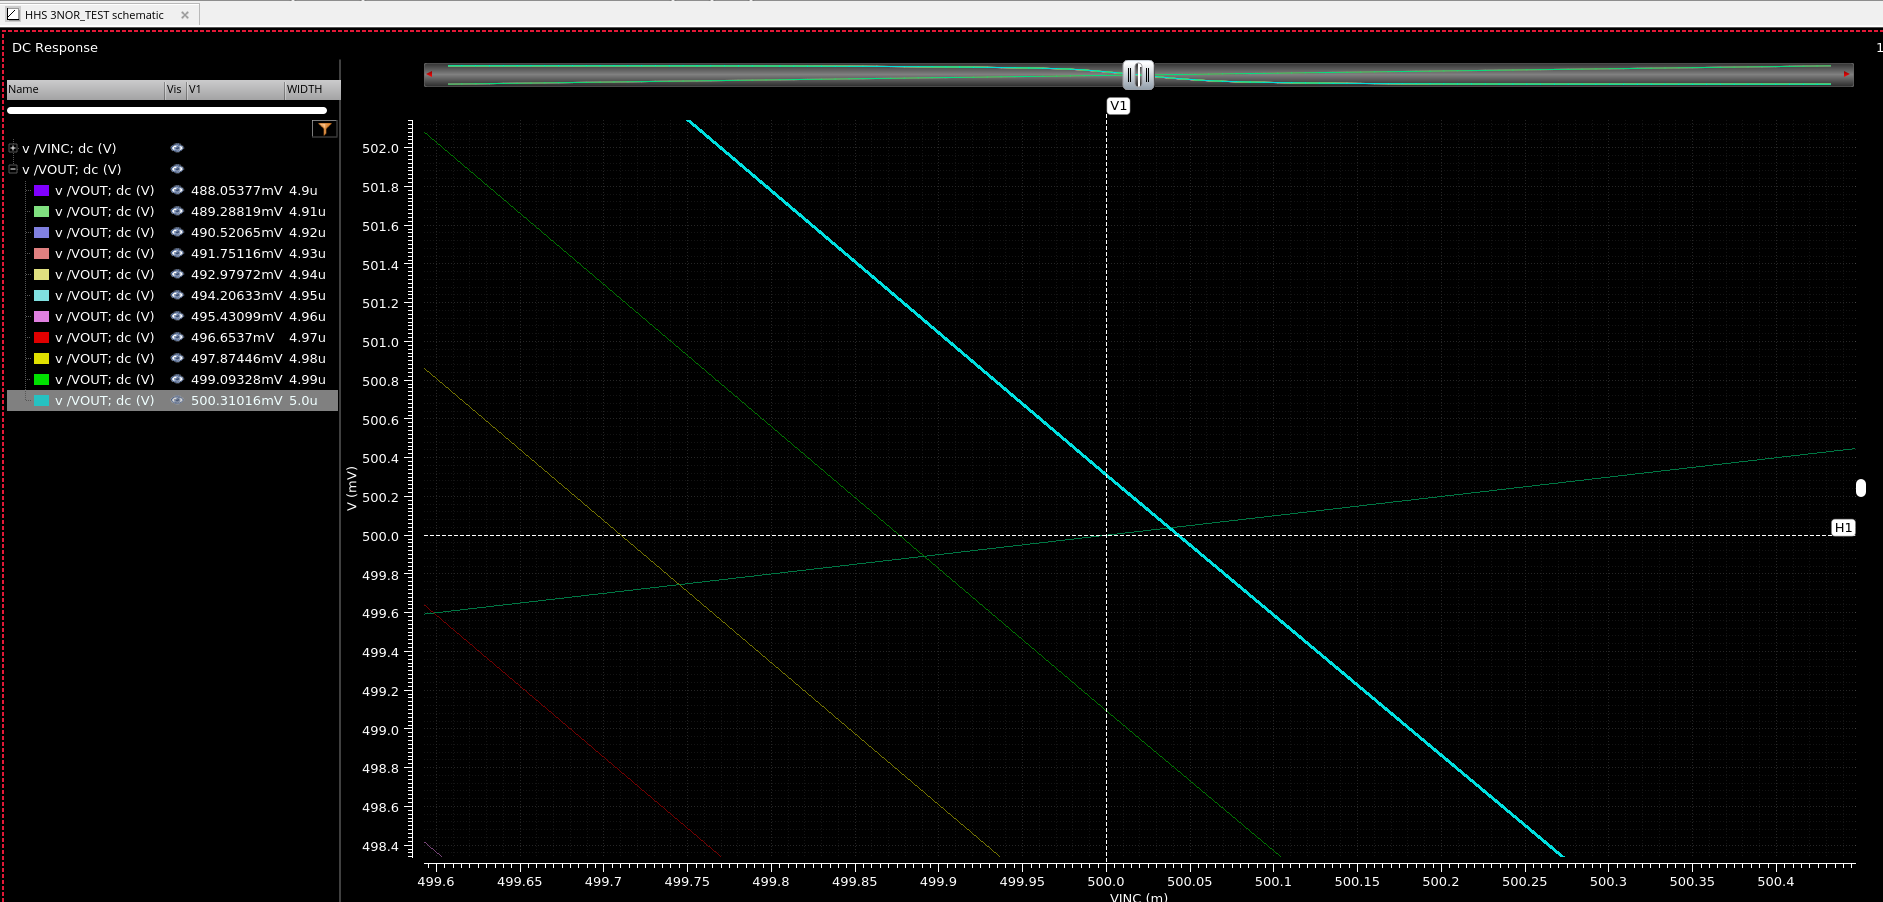 HHS 3NOR_TEST schematic
DC Response
1
Name Vis V1 WIDTH
v /VINC; dc (V)
v /VOUT; dc (V)
v /VOUT; dc (V) 488.05377mV 4.9u
v /VOUT; dc (V) 489.28819mV 4.91u
v /VOUT; dc (V) 490.52065mV 4.92u
v /VOUT; dc (V) 491.75116mV 4.93u
v /VOUT; dc (V) 492.97972mV 4.94u
v /VOUT; dc (V) 494.20633mV 4.95u
v /VOUT; dc (V) 495.43099mV 4.96u
v /VOUT; dc (V) 496.6537mV 4.97u
v /VOUT; dc (V) 497.87446mV 4.98u
v /VOUT; dc (V) 499.09328mV 4.99u
v /VOUT; dc (V) 500.31016mV 5.0u
V1
502.0
501.8
501.6
501.4
501.2
501.0
500.8
500.6
500.4
500.2
500.0
499.8
499.6
499.4
499.2
499.0
498.8
498.6
498.4
V (mV)
H1
499.6 499.65 499.7 499.75 499.8 499.85 499.9 499.95 500.0 500.05 500.1 500.15 500.2 500.25 500.3 500.35 500.4
VINC (m)